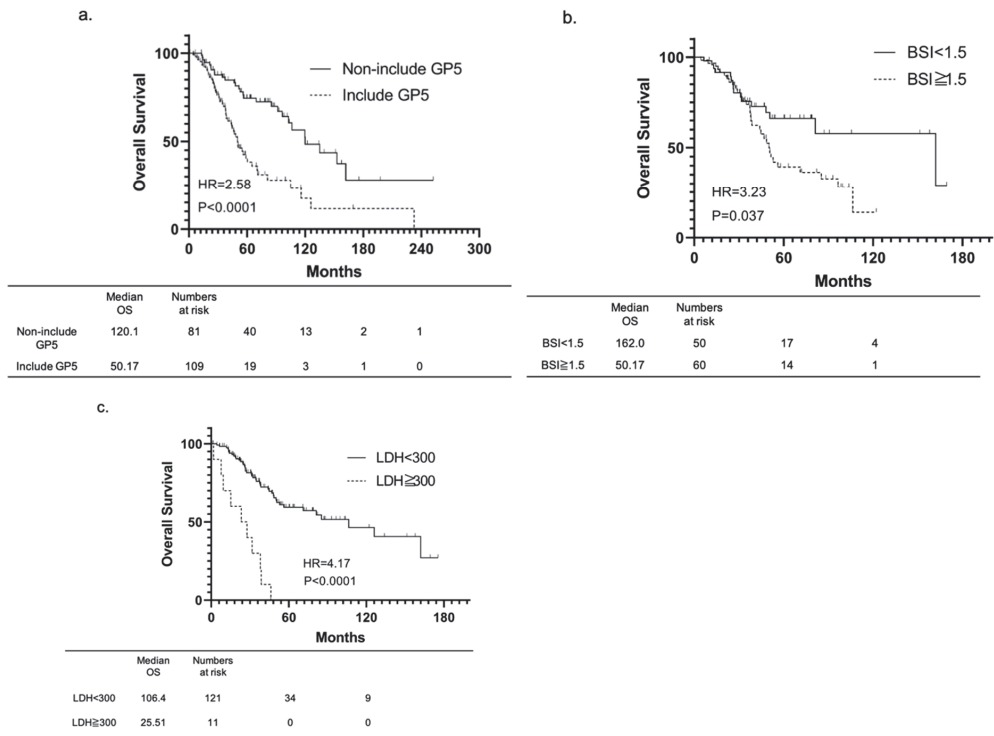 a.
100
50
0
Overall Survival
Non-include GP5
Include GP5
HR=2.58
P<0.0001
0 60 120 180 240 300
Months
Median OS Numbers at risk
Non-include GP5 120.1 81 40 13 2 1
Include GP5 50.17 109 19 3 1 0
b.
100
50
0
Overall Survival
BSI<1.5
BSI≧1.5
HR=3.23
P=0.037
0 60 120 180
Months
Median OS Numbers at risk
BSI<1.5 162.0 50 17 4
BSI≧1.5 50.17 60 14 1
c.
100
50
0
Overall Survival
LDH<300
LDH≧300
HR=4.17
P<0.0001
0 60 120 180
Months
Median OS Numbers at risk
LDH<300 106.4 121 34 9
LDH≧300 25.51 11 0 0